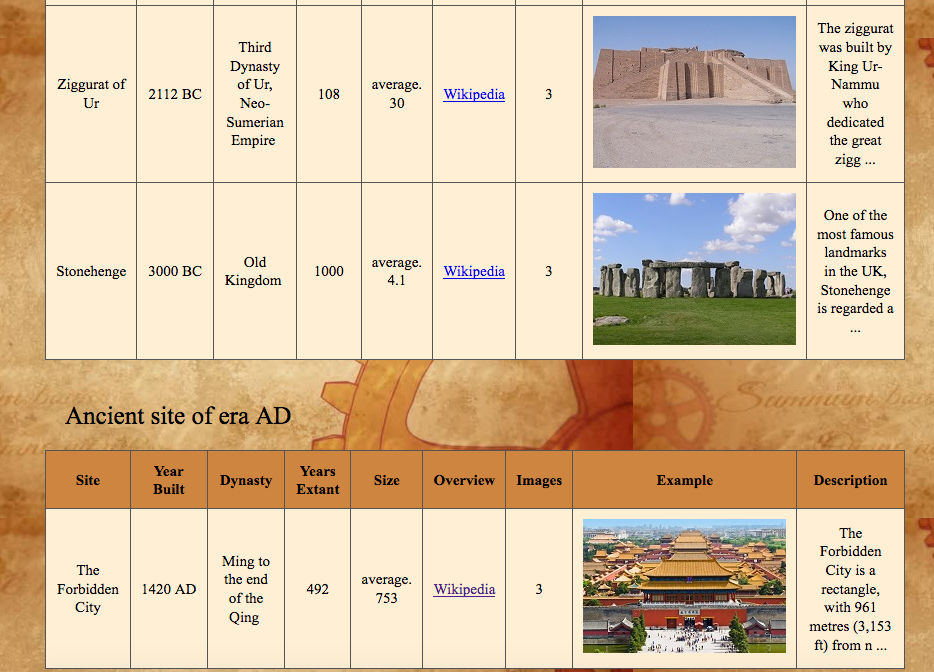 Ziggurat of Ur
2112 BC
Third Dynasty of Ur, Neo-Sumerian Empire
108
average. 30
Wikipedia
3
The ziggurat was built by King Ur-Nammu who dedicated the great zigg ...
Stonehenge
3000 BC
Old Kingdom
1000
average. 4.1
Wikipedia
3
One of the most famous landmarks in the UK, Stonehenge is regarded a ...
Ancient site of era AD
Site
Year Built
Dynasty
Years Extant
Size
Overview
Images
Example
Description
The Forbidden City
1420 AD
Ming to the end of the Qing
492
average. 753
Wikipedia
3
The Forbidden City is a rectangle, with 961 metres (3,153 ft) from n ...